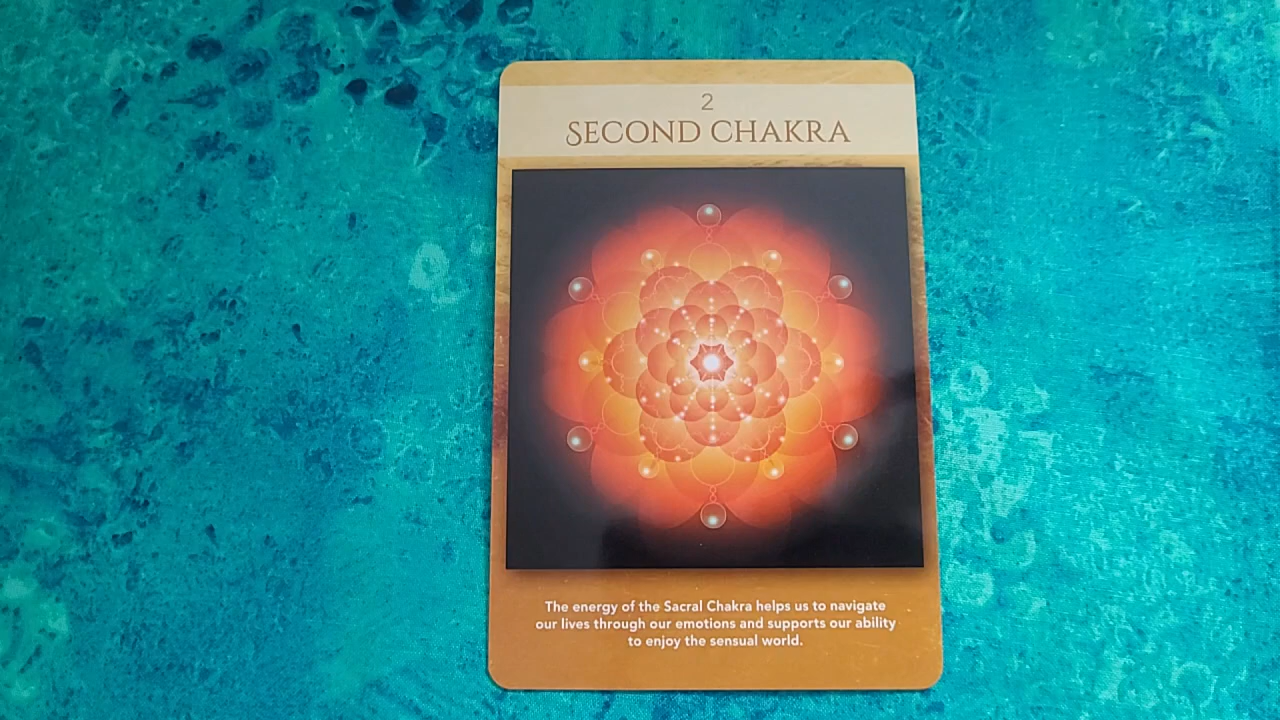 2
Second Chakra
The energy of the Sacral Chakra helps us to navigate
our lives through our emotions and supports our ability
to enjoy the sensual world.